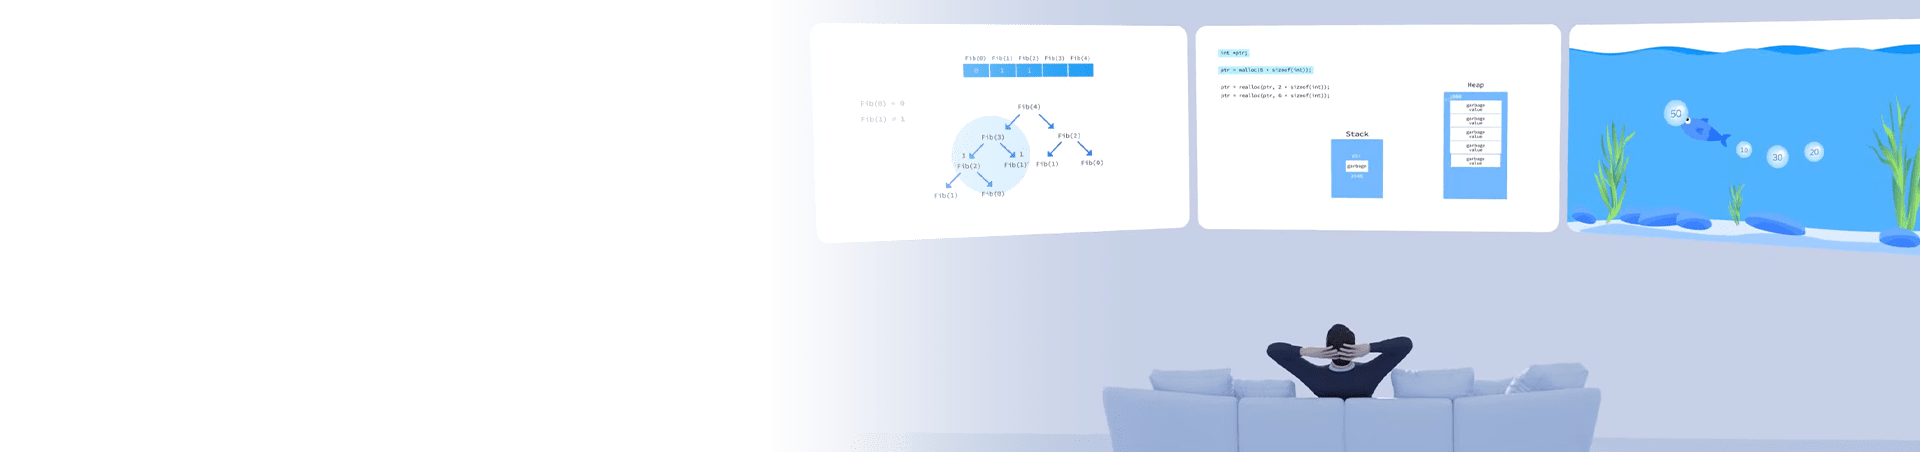 Fib(0) Fib(1) Fib(2) Fib(3) Fib(4)
0 1 1
Fib(0) = 0
Fib(1) = 1
Fib(4)
Fib(3)
Fib(2)
1
1
Fib(2)
Fib(1)
Fib(1)
Fib(0)
Fib(1)
Fib(0)
int *ptr;
ptr = malloc(5 * sizeof(int));
ptr = realloc(ptr, 2 * sizeof(int));
ptr = realloc(ptr, 6 * sizeof(int));
Stack
ptr
garbage
Heap
garbage
value
garbage
value
garbage
value
garbage
value
garbage
value
50
10
30
20